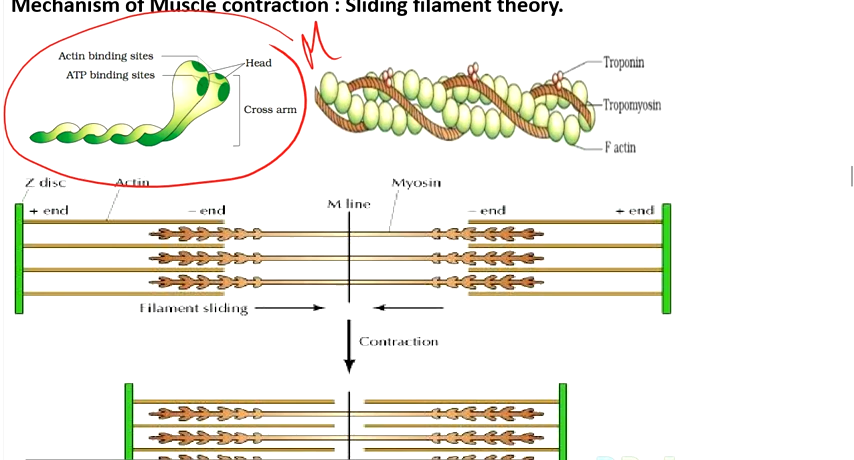 Mechanism of Muscle contraction : Sliding filament theory.
M
Actin binding sites
ATP binding sites
Head
Cross arm
Troponin
Tropomyosin
F actin
Z disc
Actin
Myosin
+ end
– end
M line
– end
+ end
Filament sliding
Contraction